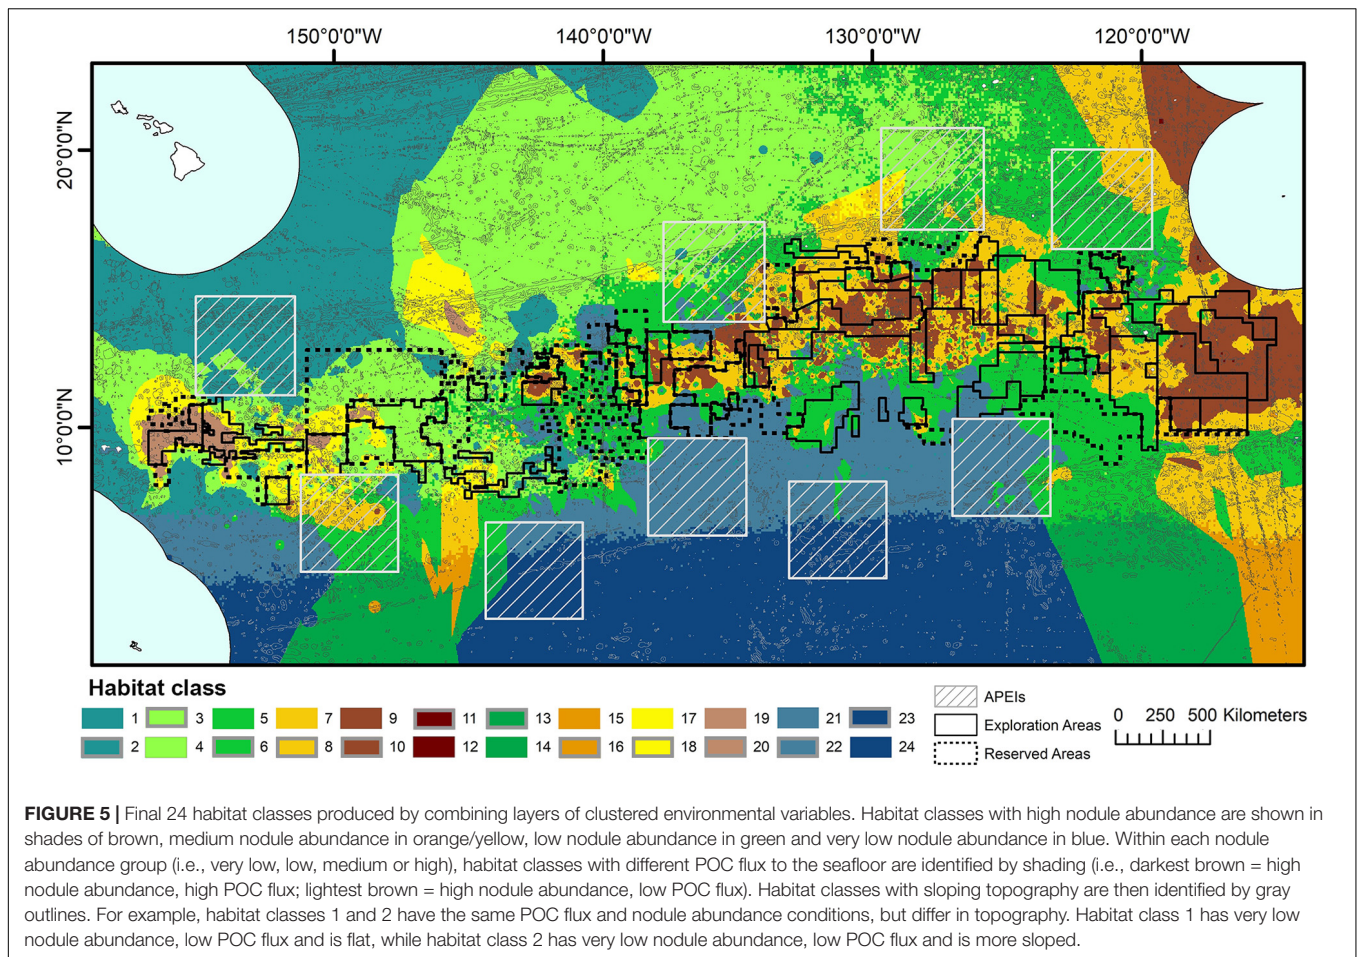 150°0'0"W 140°0'0"W 130°0'0"W 120°0'0"W
20°0'0"N
10°0'0"N
Habitat class
1 3 5 7 9 11 13 15 17 19 21 23
2 4 6 8 10 12 14 16 18 20 22 24
APEIs
Exploration Areas
Reserved Areas
0 250 500 Kilometers
FIGURE 5 | Final 24 habitat classes produced by combining layers of clustered environmental variables. Habitat classes with high nodule abundance are shown in
shades of brown, medium nodule abundance in orange/yellow, low nodule abundance in green and very low nodule abundance in blue. Within each nodule
abundance group (i.e., very low, low, medium or high), habitat classes with different POC flux to the seafloor are identified by shading (i.e., darkest brown = high
nodule abundance, high POC flux; lightest brown = high nodule abundance, low POC flux). Habitat classes with sloping topography are then identified by gray
outlines. For example, habitat classes 1 and 2 have the same POC flux and nodule abundance conditions, but differ in topography. Habitat class 1 has very low
nodule abundance, low POC flux and is flat, while habitat class 2 has very low nodule abundance, low POC flux and is more sloped.